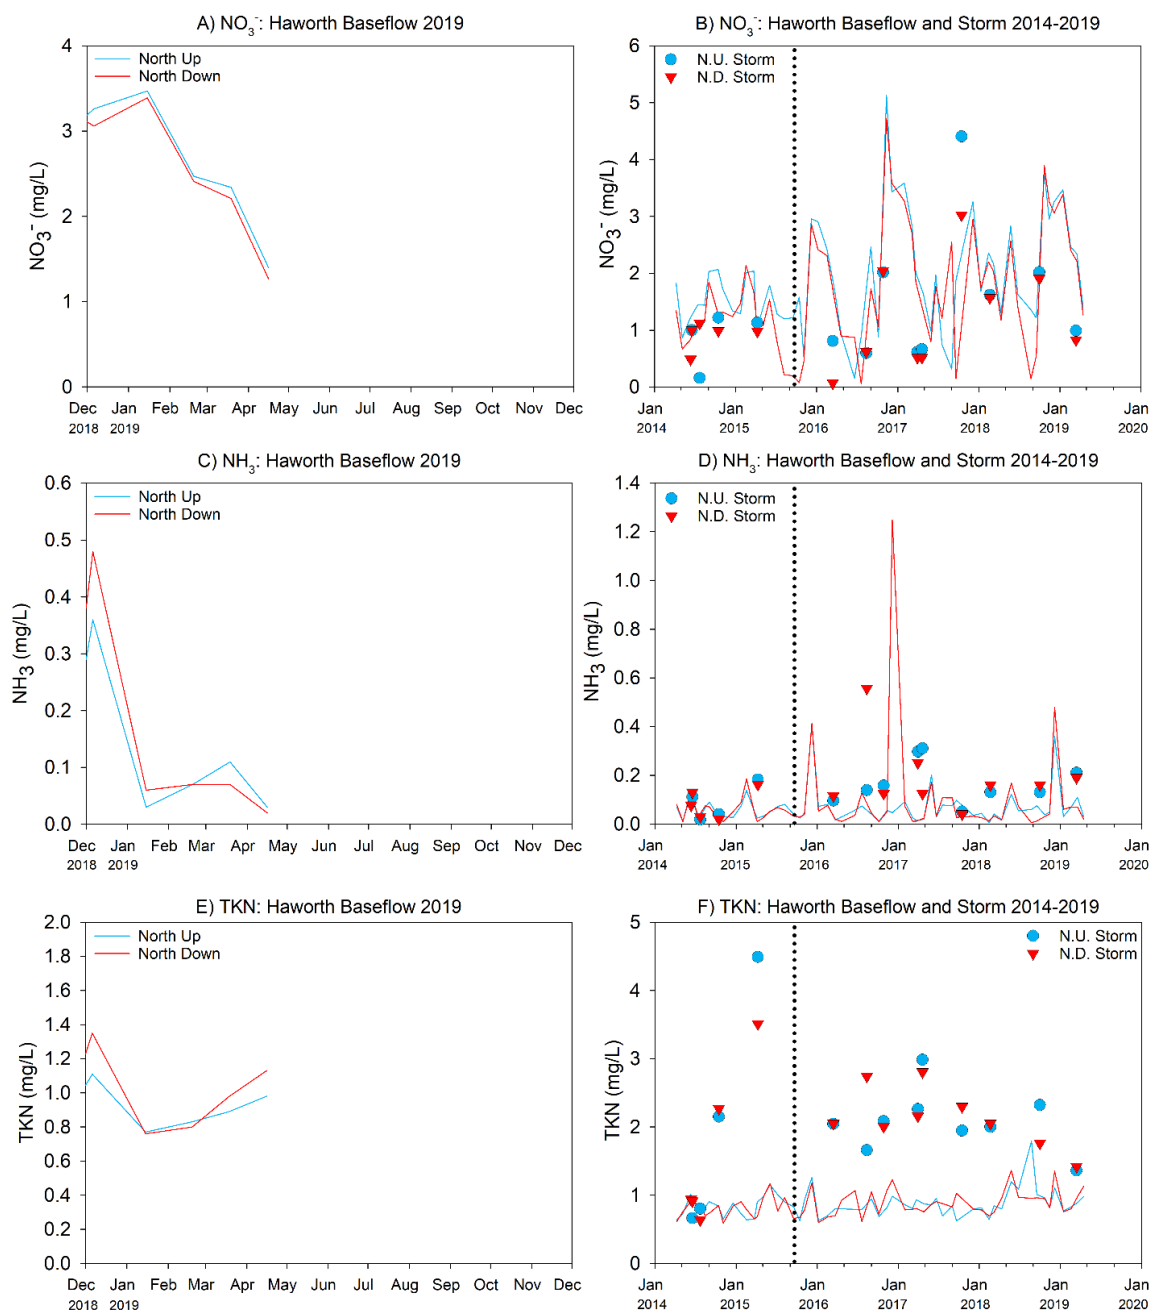 A) NO₃⁻: Haworth Baseflow 2019
4
3
2
1
0
NO₃⁻ (mg/L)
North Up
North Down
Dec Jan Feb Mar Apr May Jun Jul Aug Sep Oct Nov Dec
2018 2019
B) NO₃⁻: Haworth Baseflow and Storm 2014-2019
6
5
4
3
2
1
0
NO₃⁻ (mg/L)
N.U. Storm
N.D. Storm
Jan Jan Jan Jan Jan Jan Jan
2014 2015 2016 2017 2018 2019 2020
C) NH₃: Haworth Baseflow 2019
0.6
0.5
0.4
0.3
0.2
0.1
0.0
NH₃ (mg/L)
North Up
North Down
Dec Jan Feb Mar Apr May Jun Jul Aug Sep Oct Nov Dec
2018 2019
D) NH₃: Haworth Baseflow and Storm 2014-2019
1.4
1.2
1.0
0.8
0.6
0.4
0.2
0.0
NH₃ (mg/L)
N.U. Storm
N.D. Storm
Jan Jan Jan Jan Jan Jan Jan
2014 2015 2016 2017 2018 2019 2020
E) TKN: Haworth Baseflow 2019
2.0
1.8
1.6
1.4
1.2
1.0
0.8
0.6
0.4
0.2
0.0
TKN (mg/L)
North Up
North Down
Dec Jan Feb Mar Apr May Jun Jul Aug Sep Oct Nov Dec
2018 2019
F) TKN: Haworth Baseflow and Storm 2014-2019
5
4
3
2
1
0
TKN (mg/L)
N.U. Storm
N.D. Storm
Jan Jan Jan Jan Jan Jan Jan
2014 2015 2016 2017 2018 2019 2020